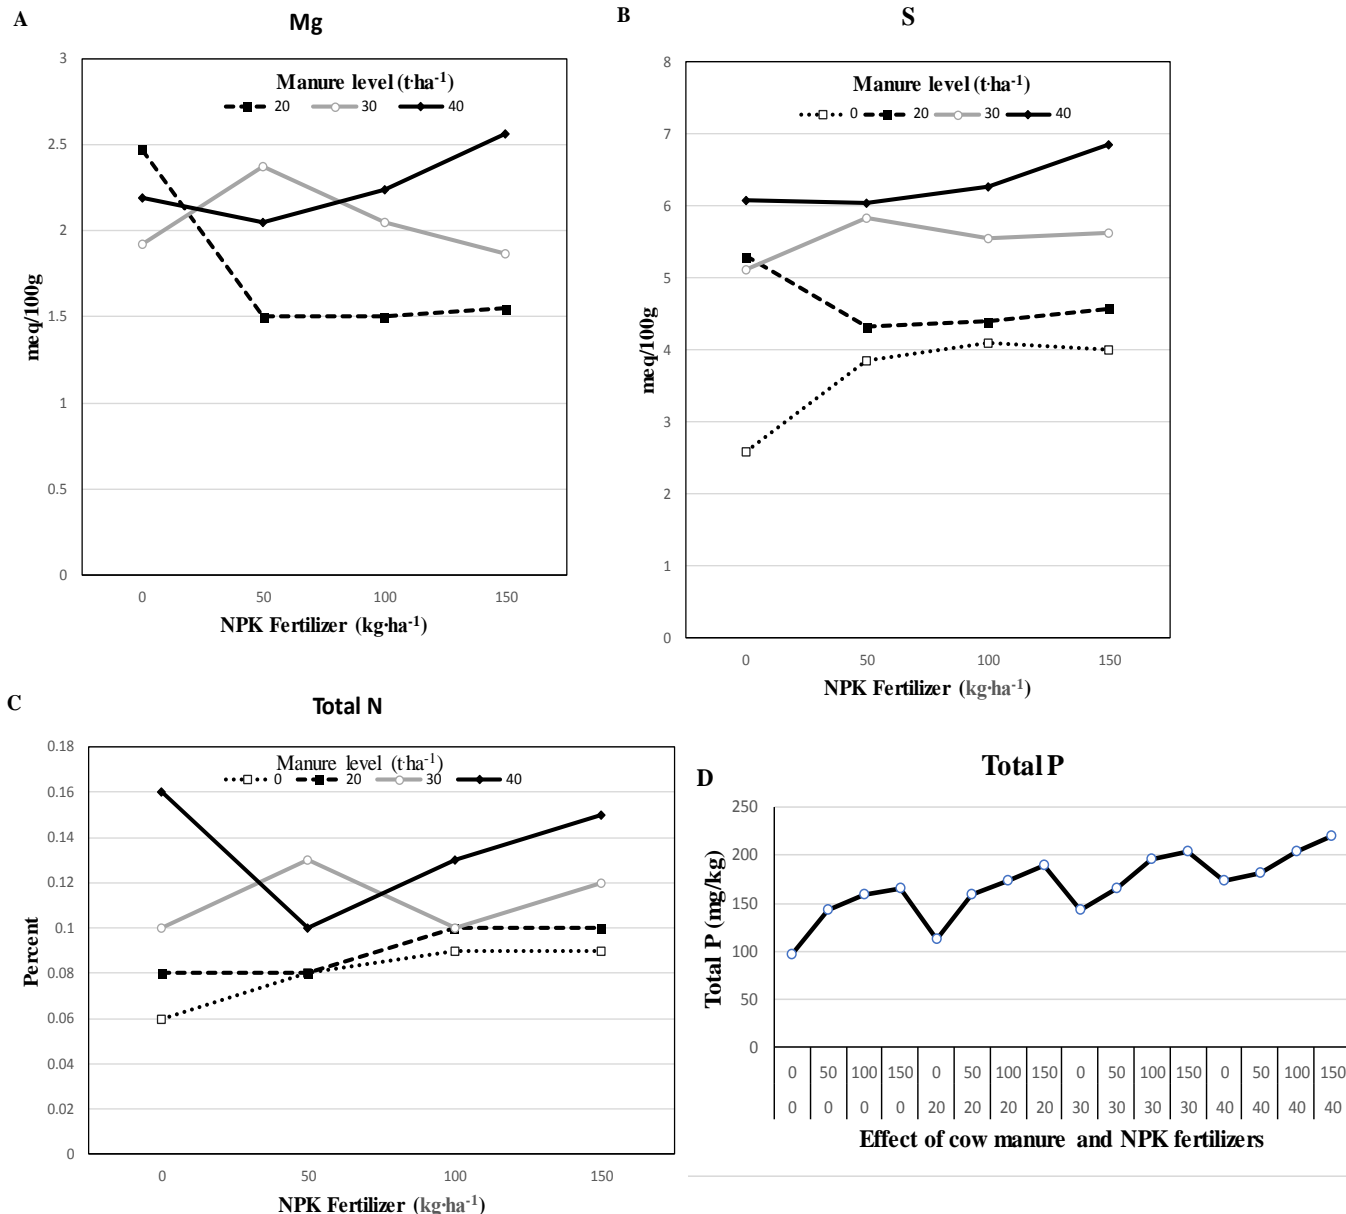 A
Mg
Manure level (t·ha-1)
20 30 40
3
2.5
2
1.5
1
0.5
0
meq/100g
0 50 100 150
NPK Fertilizer (kg·ha-1)
B
S
Manure level (t·ha-1)
0 20 30 40
8
7
6
5
4
3
2
1
0
meq/100g
0 50 100 150
NPK Fertilizer (kg·ha-1)
C
Total N
Manure level (t·ha-1)
0 20 30 40
0.18
0.16
0.14
0.12
0.1
0.08
0.06
0.04
0.02
0
Percent
0 50 100 150
NPK Fertilizer (kg·ha-1)
D
Total P
250
200
150
100
50
0
Total P (mg/kg)
0 50 100 150 0 50 100 150 0 50 100 150 0 50 100 150
0 0 0 0 20 20 20 20 30 30 30 30 40 40 40 40
Effect of cow manure and NPK fertilizers